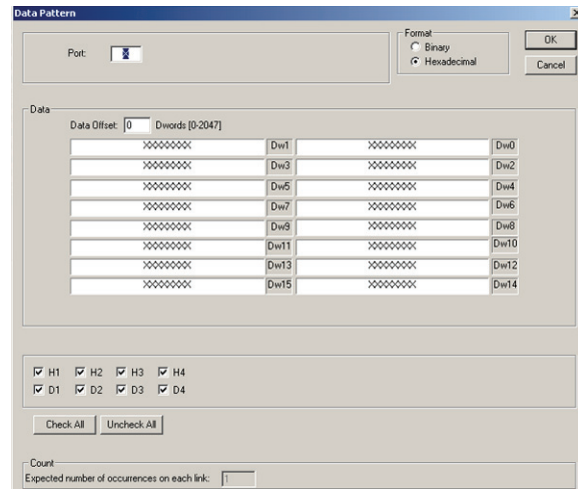 Data Pattern
Port: X
Format
Binary
Hexadecimal
OK
Cancel
Data
Data Offset: 0 Dwords [0-2047]
XXXXXXXX Dw1 XXXXXXXX Dw0
XXXXXXXX Dw3 XXXXXXXX Dw2
XXXXXXXX Dw5 XXXXXXXX Dw4
XXXXXXXX Dw7 XXXXXXXX Dw6
XXXXXXXX Dw9 XXXXXXXX Dw8
XXXXXXXX Dw11 XXXXXXXX Dw10
XXXXXXXX Dw13 XXXXXXXX Dw12
XXXXXXXX Dw15 XXXXXXXX Dw14
H1 H2 H3 H4
D1 D2 D3 D4
Check All Uncheck All
Count
Expected number of occurrences on each link: 1